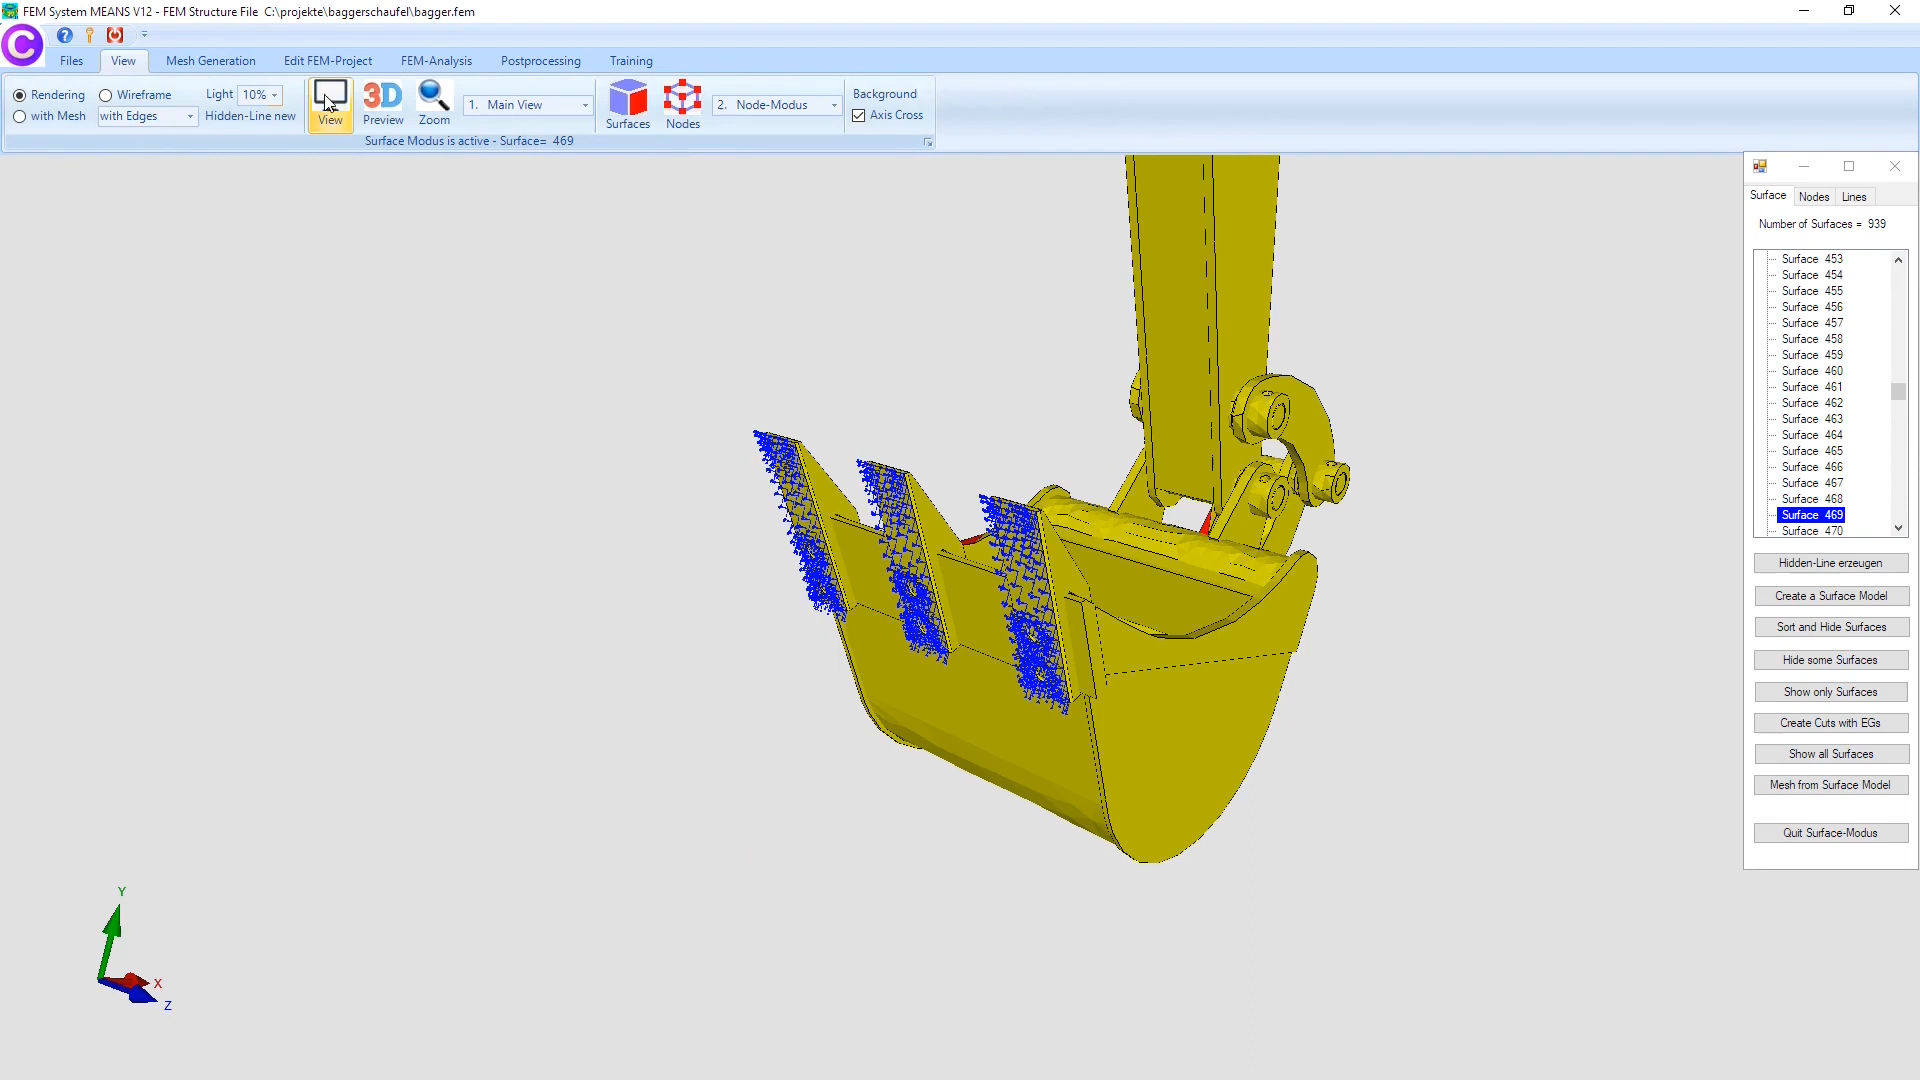 FEM System MEANS V12 - FEM Structure File  C:\projekte\baggerschaufel\bagger.fem
C
Files View Mesh Generation Edit FEM-Project FEM-Analysis Postprocessing Training
Rendering Wireframe Light 10% 1. Main View 2. Node-Modus Background
with Mesh with Edges Hidden-Line new View 3D Preview Zoom Surfaces Nodes Axis Cross
Surface Modus is active - Surface= 469
Surface Nodes Lines
Number of Surfaces = 939
Surface 453
Surface 454
Surface 455
Surface 456
Surface 457
Surface 458
Surface 459
Surface 460
Surface 461
Surface 462
Surface 463
Surface 464
Surface 465
Surface 466
Surface 467
Surface 468
Surface 469
Surface 470
Hidden-Line erzeugen
Create a Surface Model
Sort and Hide Surfaces
Hide some Surfaces
Show only Surfaces
Create Cuts with EGs
Show all Surfaces
Mesh from Surface Model
Quit Surface-Modus
Y
X
Z